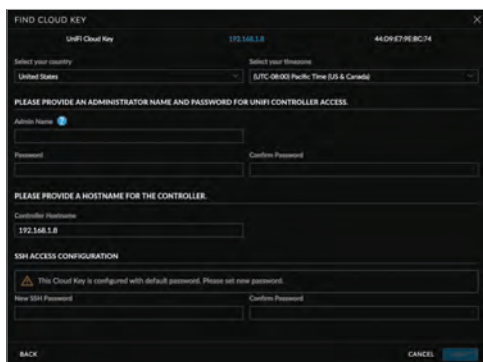 FIND CLOUD KEY
UniFi Cloud Key 192.168.1.8 44:D9:E7:9E:BC:74
Select your country Select your timezone
United States (UTC-08:00) Pacific Time (US & Canada)
PLEASE PROVIDE AN ADMINISTRATOR NAME AND PASSWORD FOR UNIFI CONTROLLER ACCESS.
Admin Name ?
Password Confirm Password
PLEASE PROVIDE A HOSTNAME FOR THE CONTROLLER.
Controller Hostname
192.168.1.8
SSH ACCESS CONFIGURATION
This Cloud Key is configured with default password. Please set new password.
New SSH Password Confirm Password
BACK CANCEL